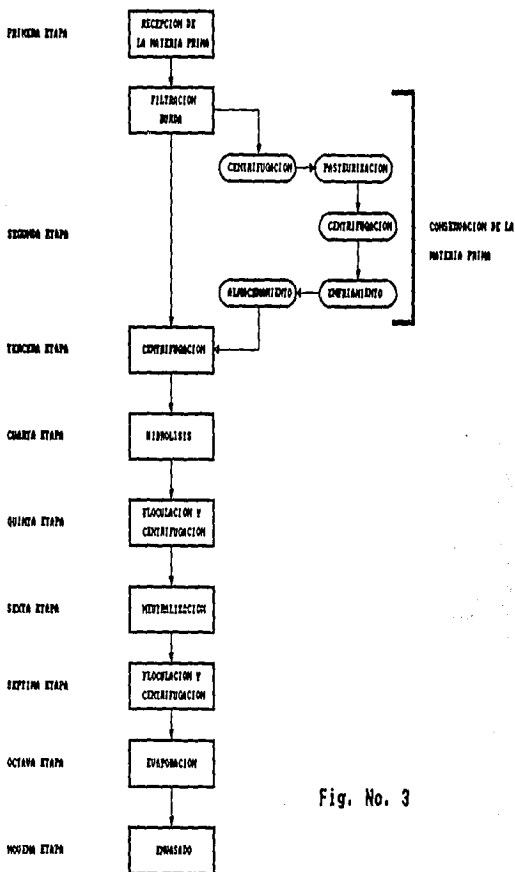 PRIMERA ETAPA
RECEPCION DE
LA MATERIA PRIMA
FILTRACION
BURDA
CENTRIFUGACION
PASTEURIZACION
SEGUNDA ETAPA
CENTRIFUGACION
CONSERVACION DE LA
MATERIA PRIMA
ALMACENAMIENTO
ENFRIAMIENTO
TERCERA ETAPA
CENTRIFUGACION
CUARTA ETAPA
HIDROLISIS
QUINTA ETAPA
FLOCULACION Y
CENTRIFUGACION
SEXTA ETAPA
NEUTRALIZACION
SEPTIMA ETAPA
FLOCULACION Y
CENTRIFUGACION
OCTAVA ETAPA
EVAPORACION
Fig. No. 3
NOVENA ETAPA
ENVASADO